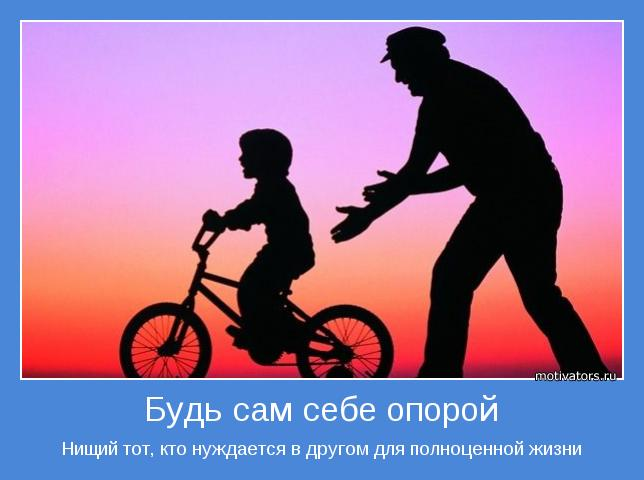 motivators.ru
Будь сам себе опорой
Нищий тот, кто нуждается в другом для полноценной жизни